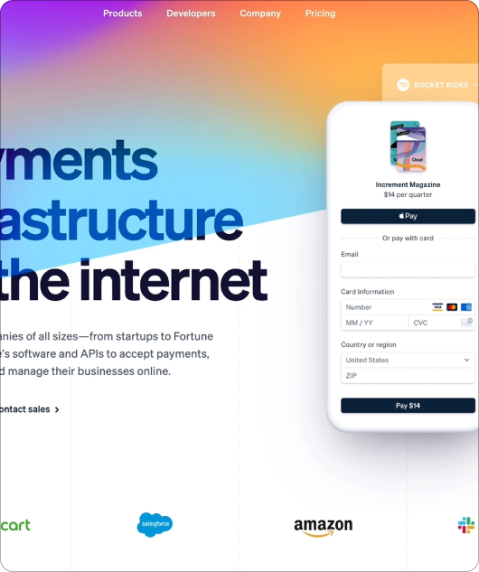 Products Developers Company Pricing
ROCKET RIDES
yments
astructure
the internet
anies of all sizes—from startups to Fortune
e's software and APIs to accept payments,
d manage their businesses online.
ontact sales
Cloud
Increment Magazine
$14 per quarter
Pay
Or pay with card
Email
Card Information
Number
VISA
MM / YY CVC
Country or region
United States
ZIP
Pay $14
cart
salesforce
amazon